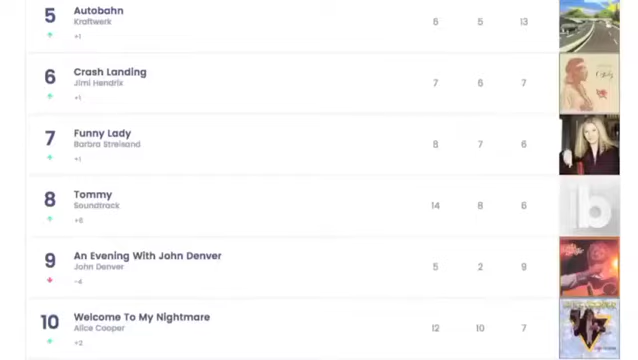 5 Autobahn 6 5 13
Kraftwerk
+1
6 Crash Landing 7 6 7
Jimi Hendrix
+1
7 Funny Lady 8 7 6
Barbra Streisand
+1
8 Tommy 14 8 6
Soundtrack
+6
lb
9 An Evening With John Denver 5 2 9
John Denver
-4
10 Welcome To My Nightmare 12 10 7
Alice Cooper
+2